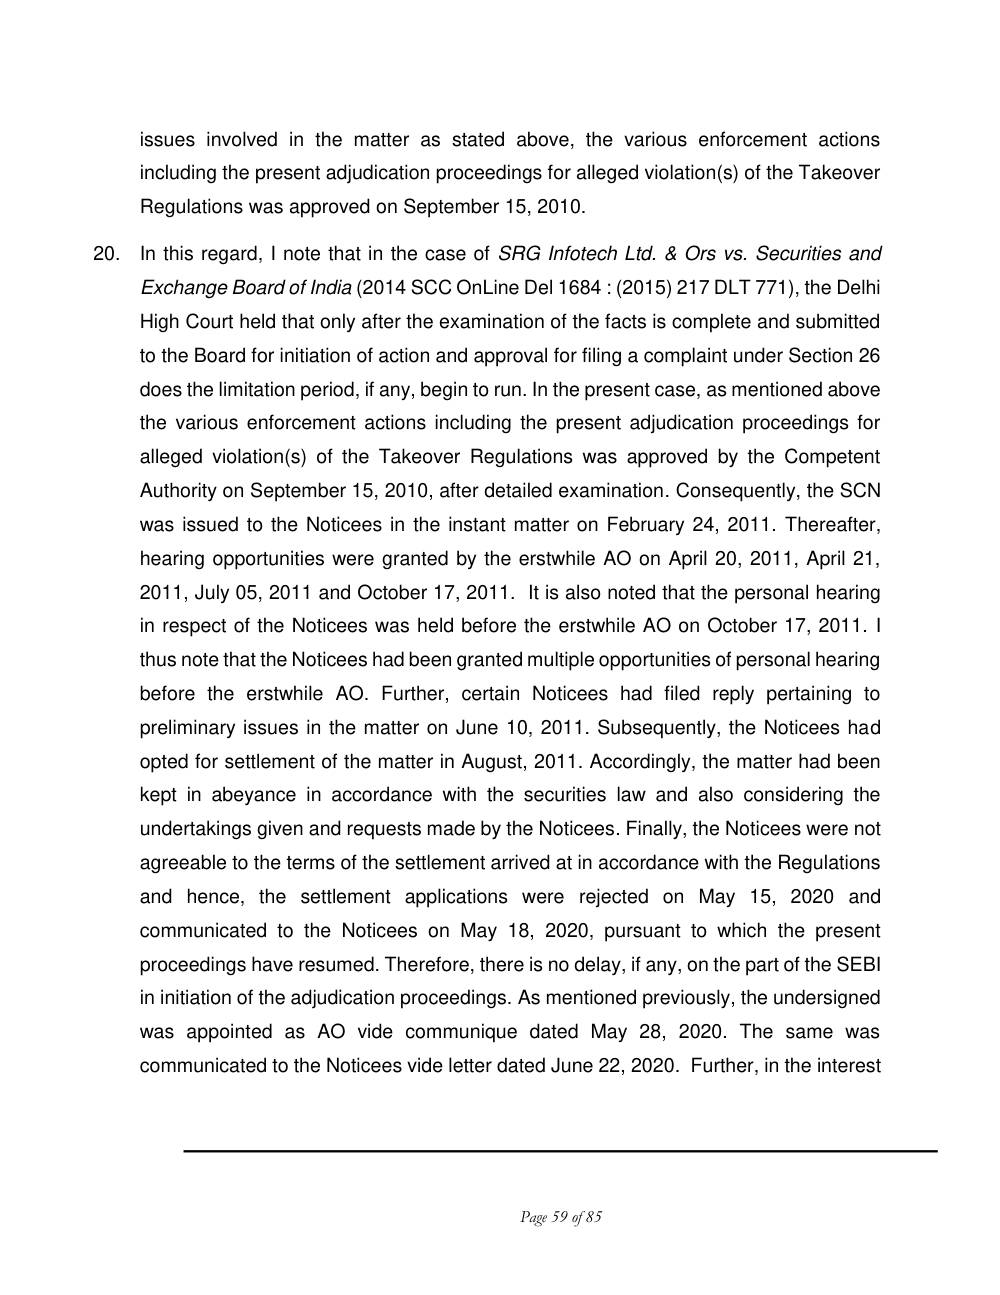 issues involved in the matter as stated above, the various enforcement actions
including the present adjudication proceedings for alleged violation(s) of the Takeover
Regulations was approved on September 15, 2010.
20. In this regard, I note that in the case of SRG Infotech Ltd. & Ors vs. Securities and
Exchange Board of India (2014 SCC OnLine Del 1684 : (2015) 217 DLT 771), the Delhi
High Court held that only after the examination of the facts is complete and submitted
to the Board for initiation of action and approval for filing a complaint under Section 26
does the limitation period, if any, begin to run. In the present case, as mentioned above
the various enforcement actions including the present adjudication proceedings for
alleged violation(s) of the Takeover Regulations was approved by the Competent
Authority on September 15, 2010, after detailed examination. Consequently, the SCN
was issued to the Noticees in the instant matter on February 24, 2011. Thereafter,
hearing opportunities were granted by the erstwhile AO on April 20, 2011, April 21,
2011, July 05, 2011 and October 17, 2011.  It is also noted that the personal hearing
in respect of the Noticees was held before the erstwhile AO on October 17, 2011. I
thus note that the Noticees had been granted multiple opportunities of personal hearing
before the erstwhile AO. Further, certain Noticees had filed reply pertaining to
preliminary issues in the matter on June 10, 2011. Subsequently, the Noticees had
opted for settlement of the matter in August, 2011. Accordingly, the matter had been
kept in abeyance in accordance with the securities law and also considering the
undertakings given and requests made by the Noticees. Finally, the Noticees were not
agreeable to the terms of the settlement arrived at in accordance with the Regulations
and hence, the settlement applications were rejected on May 15, 2020 and
communicated to the Noticees on May 18, 2020, pursuant to which the present
proceedings have resumed. Therefore, there is no delay, if any, on the part of the SEBI
in initiation of the adjudication proceedings. As mentioned previously, the undersigned
was appointed as AO vide communique dated May 28, 2020. The same was
communicated to the Noticees vide letter dated June 22, 2020.  Further, in the interest
Page 59 of 85